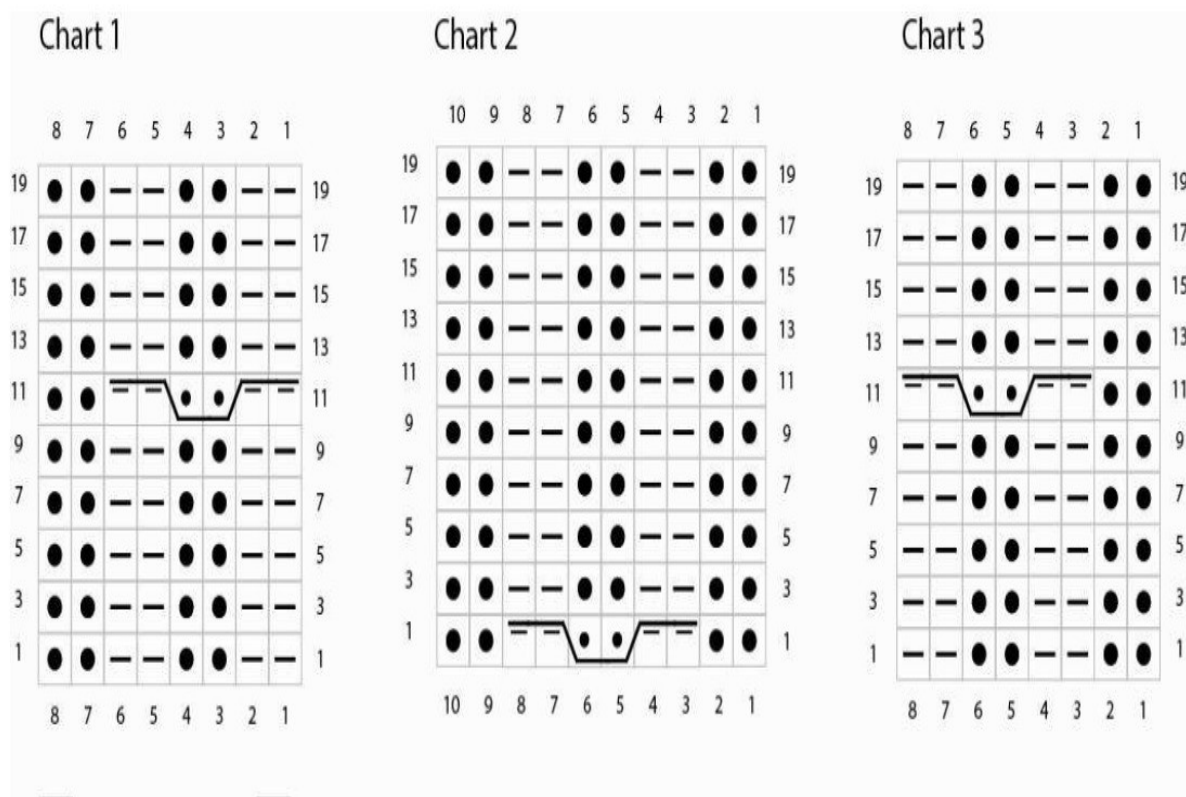 Chart 1 Chart 2 Chart 3
8 7 6 5 4 3 2 1 10 9 8 7 6 5 4 3 2 1 8 7 6 5 4 3 2 1
19 19 19 19 19 19
17 17 17 17 17 17
15 15 15 15 15 15
13 13 13 13 13 13
11 11 11 11 11 11
9 9 9 9 9 9
7 7 7 7 7 7
5 5 5 5 5 5
3 3 3 3 3 3
1 1 1 1 1 1
8 7 6 5 4 3 2 1 10 9 8 7 6 5 4 3 2 1 8 7 6 5 4 3 2 1